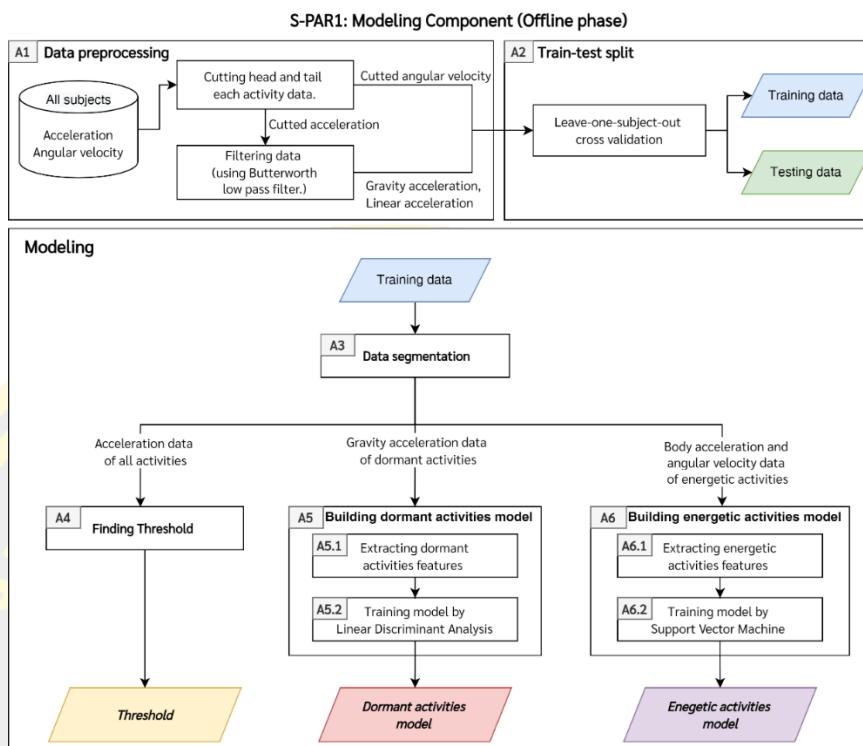 S-PAR1: Modeling Component (Offline phase)
A1 Data preprocessing
All subjects
Acceleration
Angular velocity
Cutting head and tail
each activity data.
Cutted angular velocity
Cutted acceleration
Filtering data
(using Butterworth
low pass filter.)
Gravity acceleration,
Linear acceleration
A2 Train-test split
Leave-one-subject-out
cross validation
Training data
Testing data
Modeling
Training data
A3
Data segmentation
Acceleration data
of all activities
Gravity acceleration data
of dormant activities
Body acceleration and
angular velocity data
of energetic activities
A4
Finding Threshold
A5 Building dormant activities model
A5.1
Extracting dormant
activities features
A5.2
Training model by
Linear Discriminant Analysis
A6 Building energetic activities model
A6.1
Extracting energetic
activities features
A6.2
Training model by
Support Vector Machine
Threshold
Dormant activities
model
Enegetic activities
model